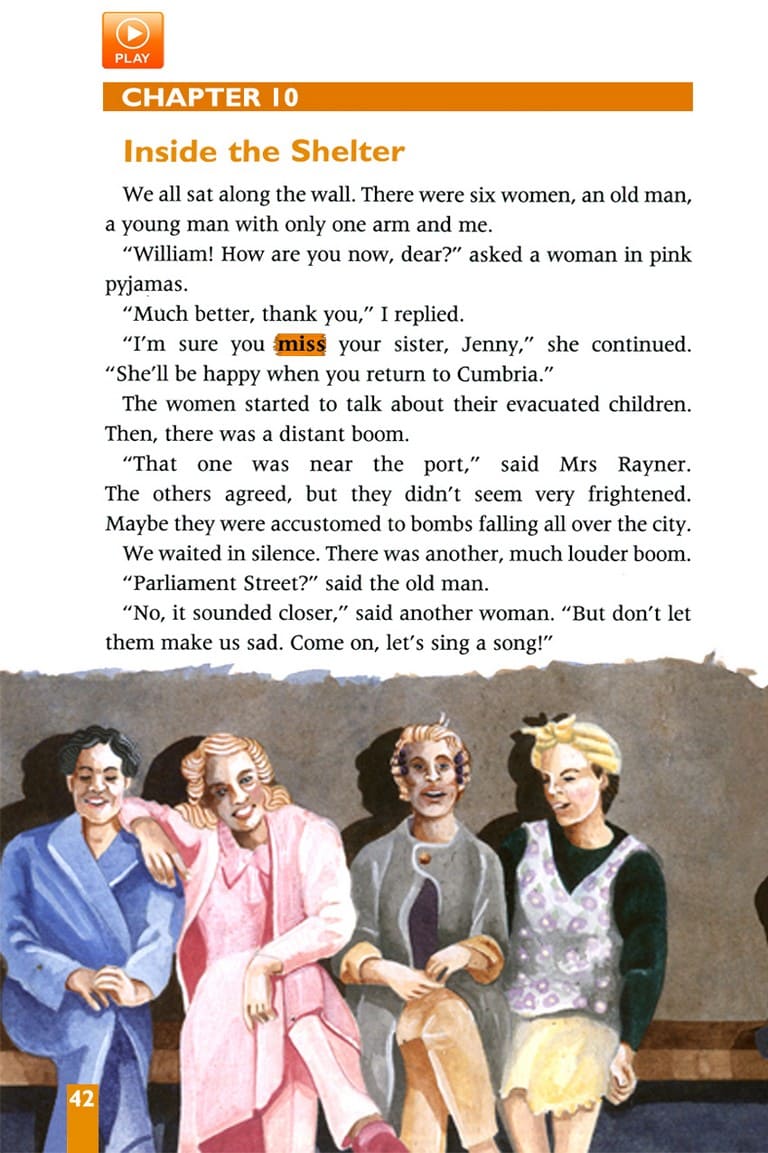 PLAY
CHAPTER 10
Inside the Shelter
We all sat along the wall. There were six women, an old man,
a young man with only one arm and me.
“William! How are you now, dear?” asked a woman in pink
pyjamas.
“Much better, thank you,” I replied.
“I’m sure you miss your sister, Jenny,” she continued.
“She’ll be happy when you return to Cumbria.”
The women started to talk about their evacuated children.
Then, there was a distant boom.
“That one was near the port,” said Mrs Rayner.
The others agreed, but they didn’t seem very frightened.
Maybe they were accustomed to bombs falling all over the city.
We waited in silence. There was another, much louder boom.
“Parliament Street?” said the old man.
“No, it sounded closer,” said another woman. “But don’t let
them make us sad. Come on, let’s sing a song!”
42